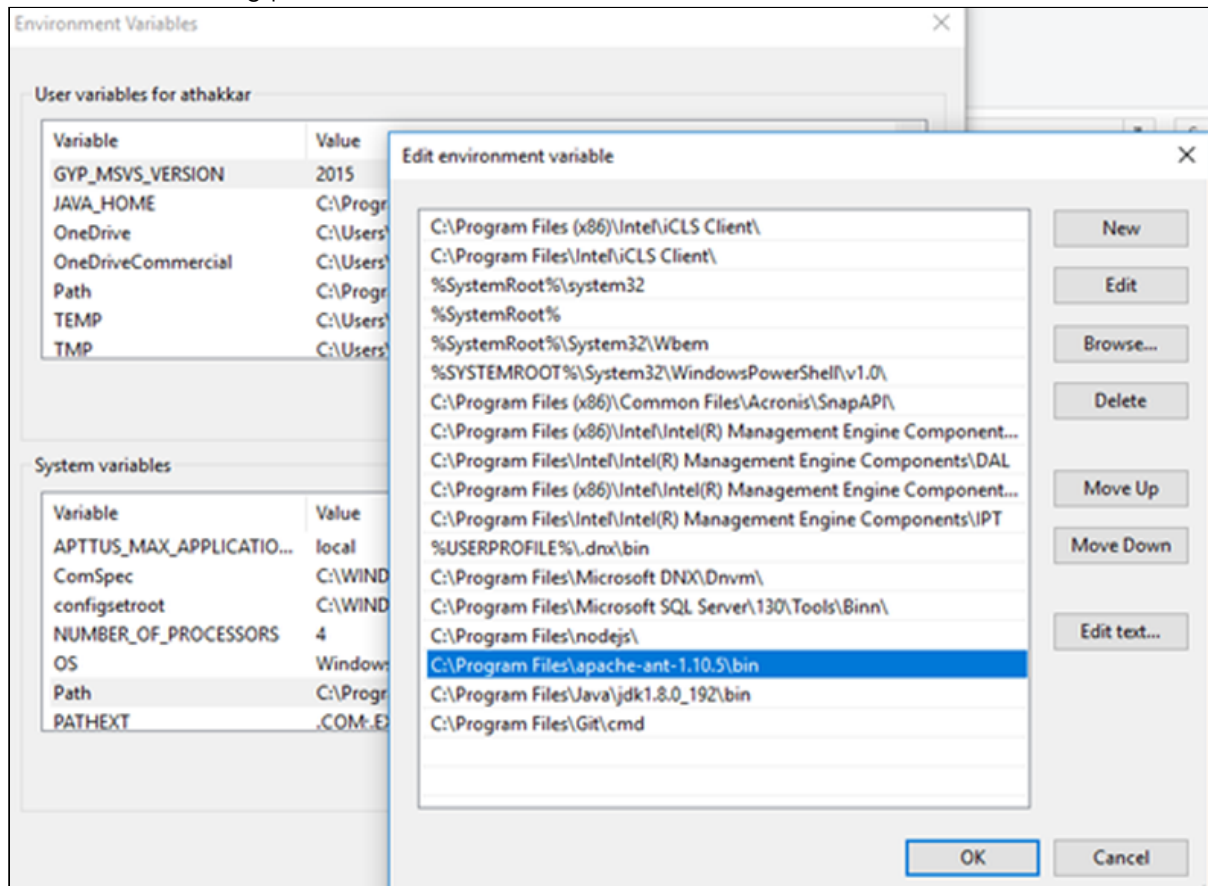 Environment Variables
User variables for athakkar
Variable Value
GYP_MSVS_VERSION 2015
JAVA_HOME C:\Progr
OneDrive C:\Users\
OneDriveCommercial C:\Users\
Path C:\Progr
TEMP C:\Users\
TMP C:\Users\
System variables
Variable Value
APTTUS_MAX_APPLICATIO... local
ComSpec C:\WIND
configsetroot C:\WIND
NUMBER_OF_PROCESSORS 4
OS Windows
Path C:\Progr
PATHEXT .COM;.EX
Edit environment variable
C:\Program Files (x86)\Intel\iCLS Client\
C:\Program Files\Intel\iCLS Client\
%SystemRoot%\system32
%SystemRoot%
%SystemRoot%\System32\Wbem
%SYSTEMROOT%\System32\WindowsPowerShell\v1.0\
C:\Program Files (x86)\Common Files\Acronis\SnapAPI\
C:\Program Files (x86)\Intel\Intel(R) Management Engine Component...
C:\Program Files\Intel\Intel(R) Management Engine Components\DAL
C:\Program Files (x86)\Intel\Intel(R) Management Engine Component...
C:\Program Files\Intel\Intel(R) Management Engine Components\IPT
%USERPROFILE%\.dnx\bin
C:\Program Files\Microsoft DNX\Dnvm\
C:\Program Files\Microsoft SQL Server\130\Tools\Binn\
C:\Program Files\nodejs\
C:\Program Files\apache-ant-1.10.5\bin
C:\Program Files\Java\jdk1.8.0_192\bin
C:\Program Files\Git\cmd
New
Edit
Browse...
Delete
Move Up
Move Down
Edit text...
OK Cancel